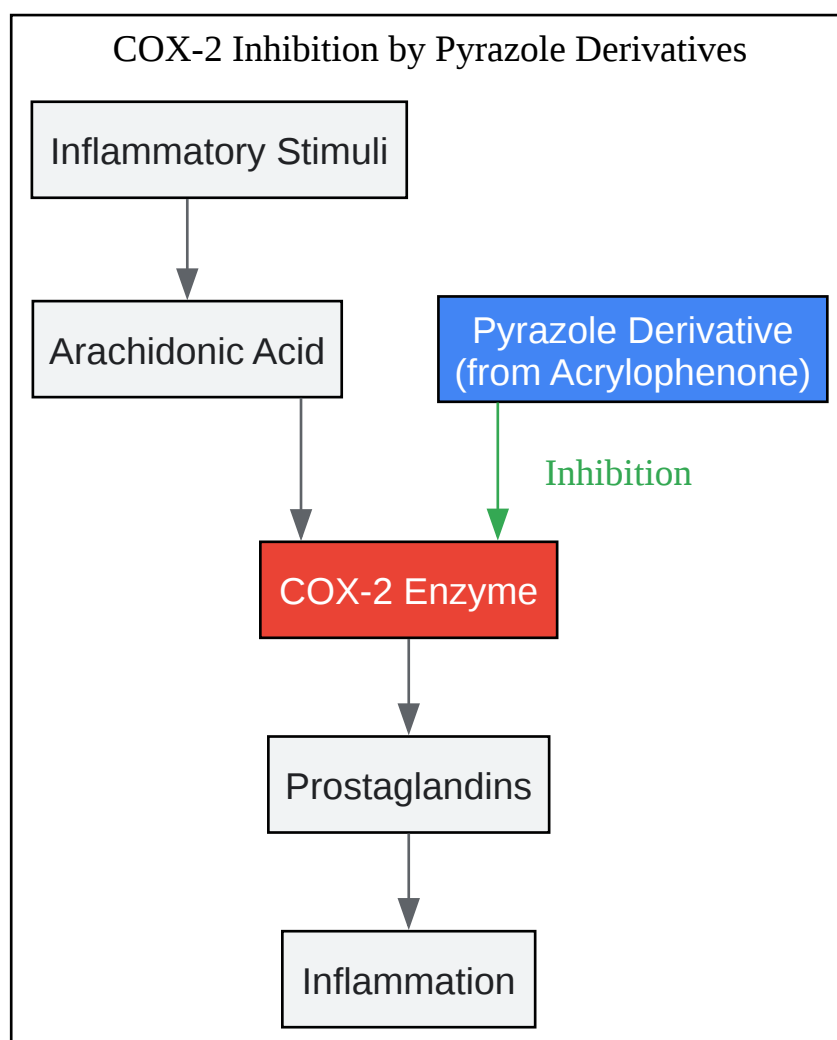 COX-2 Inhibition by Pyrazole Derivatives
Inflammatory Stimuli
Arachidonic Acid
Pyrazole Derivative
(from Acrylophenone)
Inhibition
COX-2 Enzyme
Prostaglandins
Inflammation